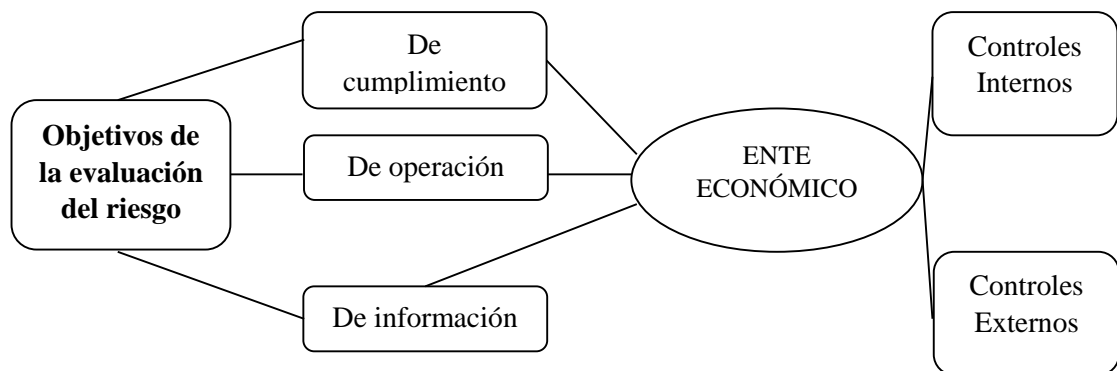 Objetivos de
la evaluación
del riesgo
De
cumplimiento
De operación
De información
ENTE
ECONÓMICO
Controles
Internos
Controles
Externos